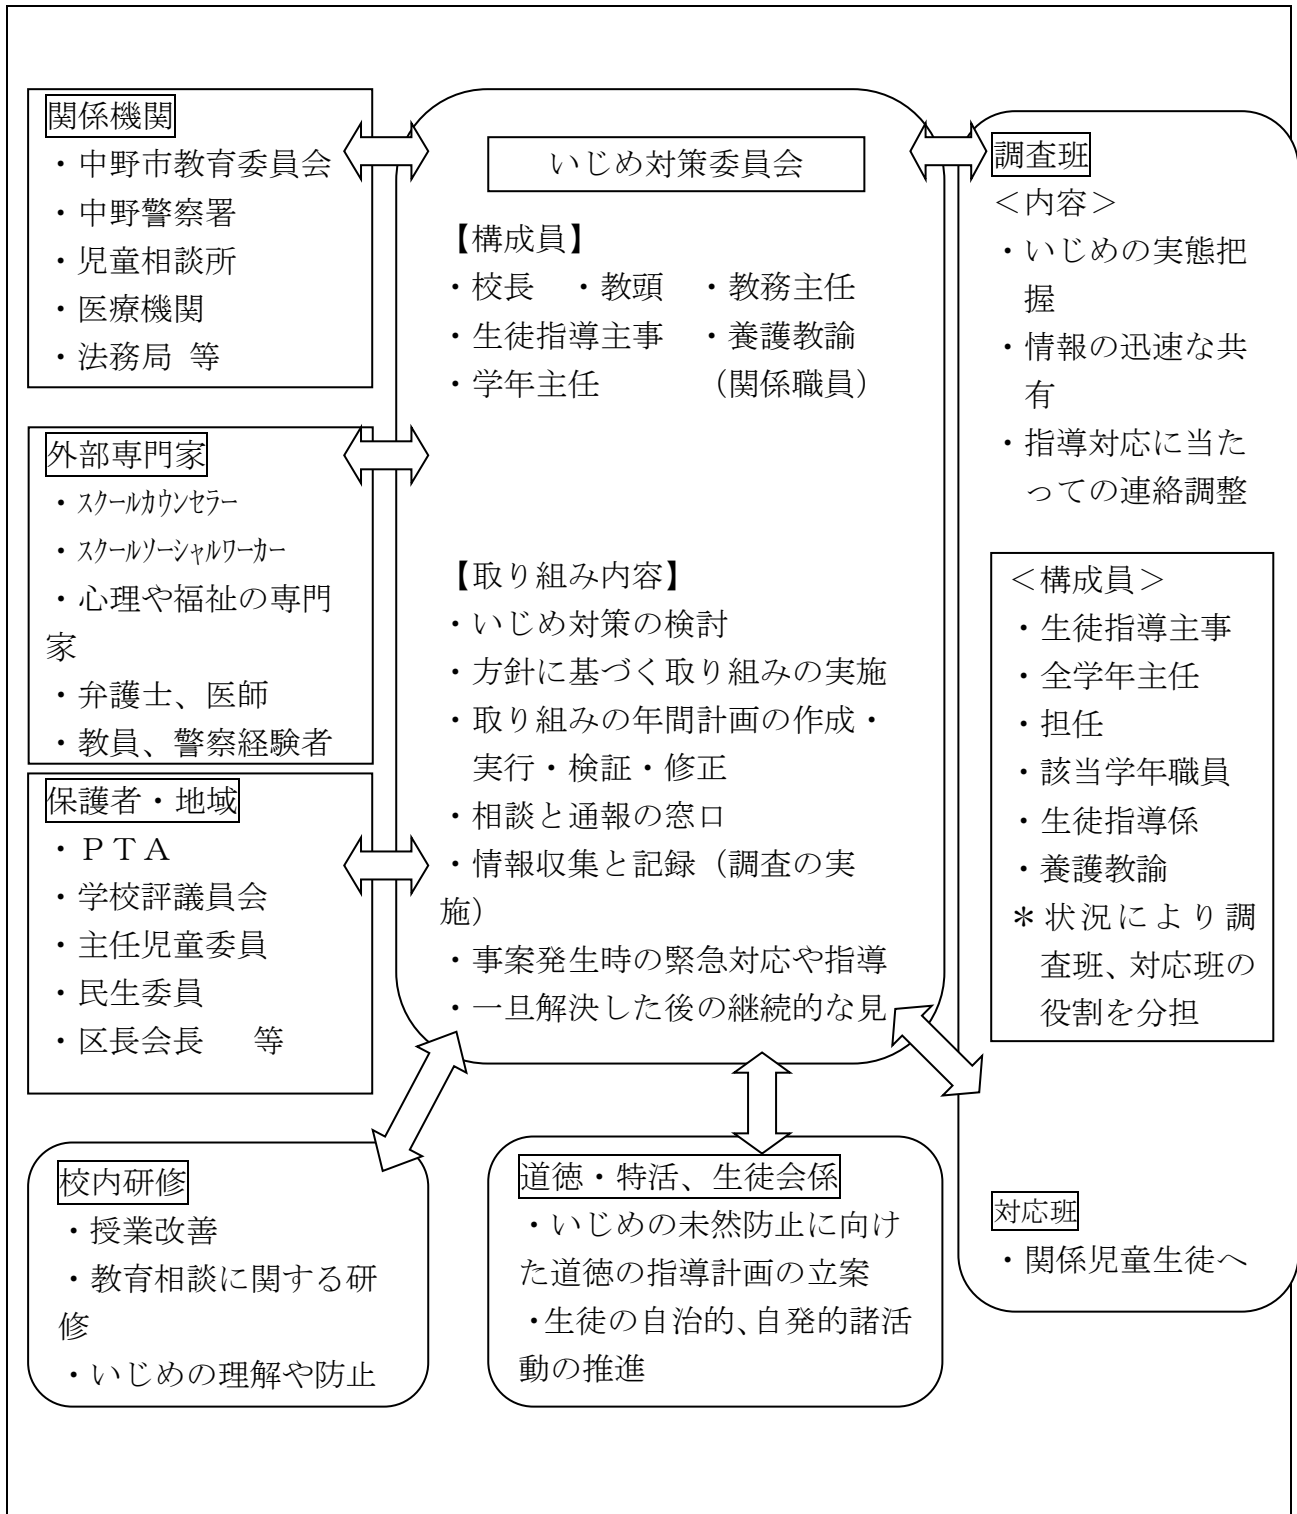 関係機関
・中野市教育委員会
・中野警察署
・児童相談所
・医療機関
・法務局 等
外部専門家
・ｽｸｰﾙｶｳﾝｾﾗｰ
・ｽｸｰﾙｿｰｼｬﾙﾜｰｶｰ
・心理や福祉の専門
家
・弁護士、医師
・教員、警察経験者
保護者・地域
・ＰＴＡ
・学校評議員会
・主任児童委員
・民生委員
・区長会長　等
いじめ対策委員会
【構成員】
・校長　・教頭　・教務主任
・生徒指導主事　・養護教諭
・学年主任　　　（関係職員）
【取り組み内容】
・いじめ対策の検討
・方針に基づく取り組みの実施
・取り組みの年間計画の作成・
実行・検証・修正
・相談と通報の窓口
・情報収集と記録（調査の実
施）
・事案発生時の緊急対応や指導
・一旦解決した後の継続的な見
調査班
＜内容＞
・いじめの実態把
握
・情報の迅速な共
有
・指導対応に当た
っての連絡調整
＜構成員＞
・生徒指導主事
・全学年主任
・担任
・該当学年職員
・生徒指導係
・養護教諭
＊状況により調
査班、対応班の
役割を分担
対応班
・関係児童生徒へ
校内研修
・授業改善
・教育相談に関する研
修
・いじめの理解や防止
道徳・特活、生徒会係
・いじめの未然防止に向け
た道徳の指導計画の立案
・生徒の自治的、自発的諸活
動の推進